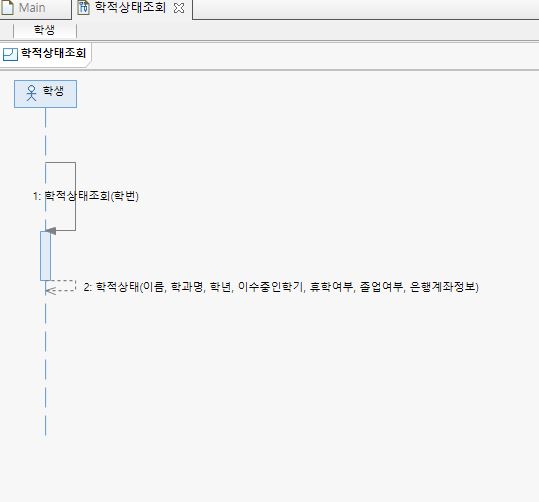 Main
학적상태조회
학생
학적상태조회
학생
1: 학적상태조회(학번)
2: 학적상태(이름, 학과명, 학년, 이수중인학기, 휴학여부, 졸업여부, 은행계좌정보)